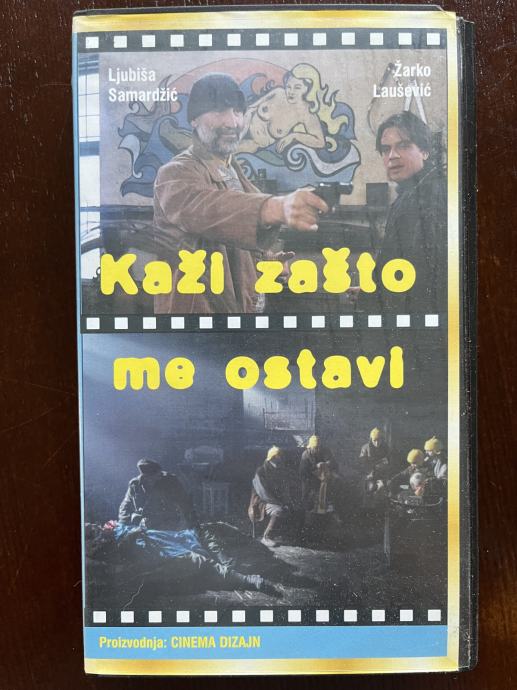 Ljubiša
Samardžić
Žarko
Laušević
Kaži zašto
me ostavi
Proizvodnja: CINEMA DIZAJN